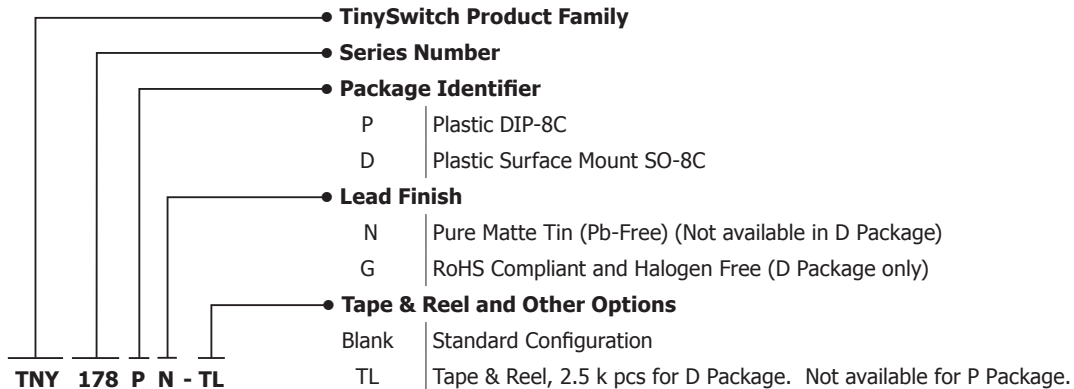 TinySwitch Product Family
Series Number
Package Identifier
P Plastic DIP-8C
D Plastic Surface Mount SO-8C
Lead Finish
N Pure Matte Tin (Pb-Free) (Not available in D Package)
G RoHS Compliant and Halogen Free (D Package only)
Tape & Reel and Other Options
Blank Standard Configuration
TNY 178 P N - TL TL Tape & Reel, 2.5 k pcs for D Package. Not available for P Package.